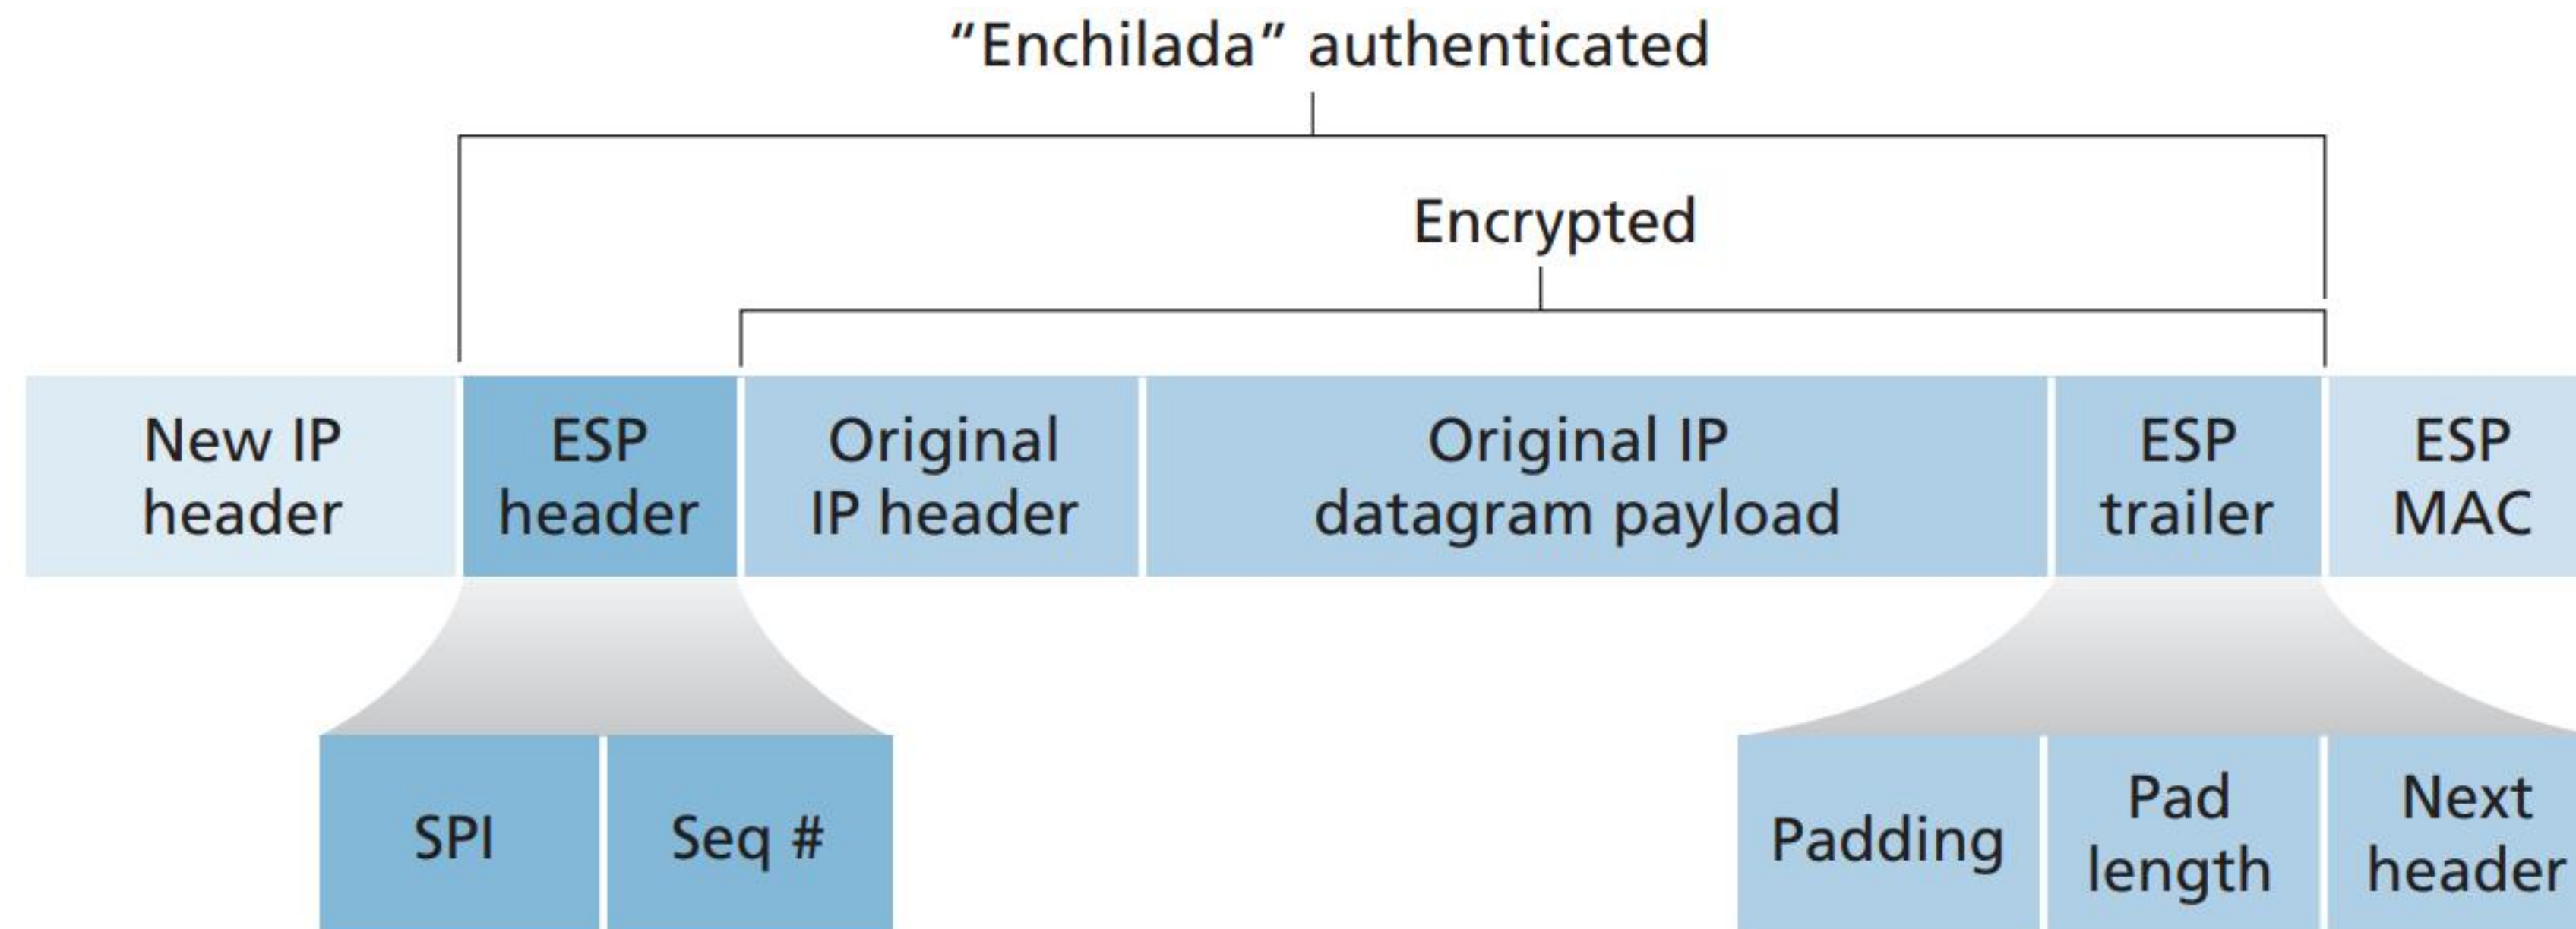 “Enchilada” authenticated
Encrypted
New IP
header
ESP
header
Original
IP header
Original IP
datagram payload
ESP
trailer
ESP
MAC
SPI
Seq #
Padding
Pad
length
Next
header